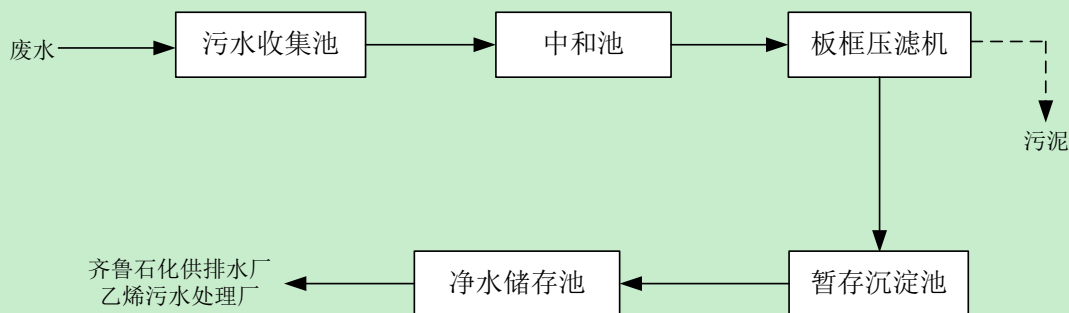 废水
污水收集池
中和池
板框压滤机
污泥
暂存沉淀池
净水储存池
齐鲁石化供排水厂
乙烯污水处理厂